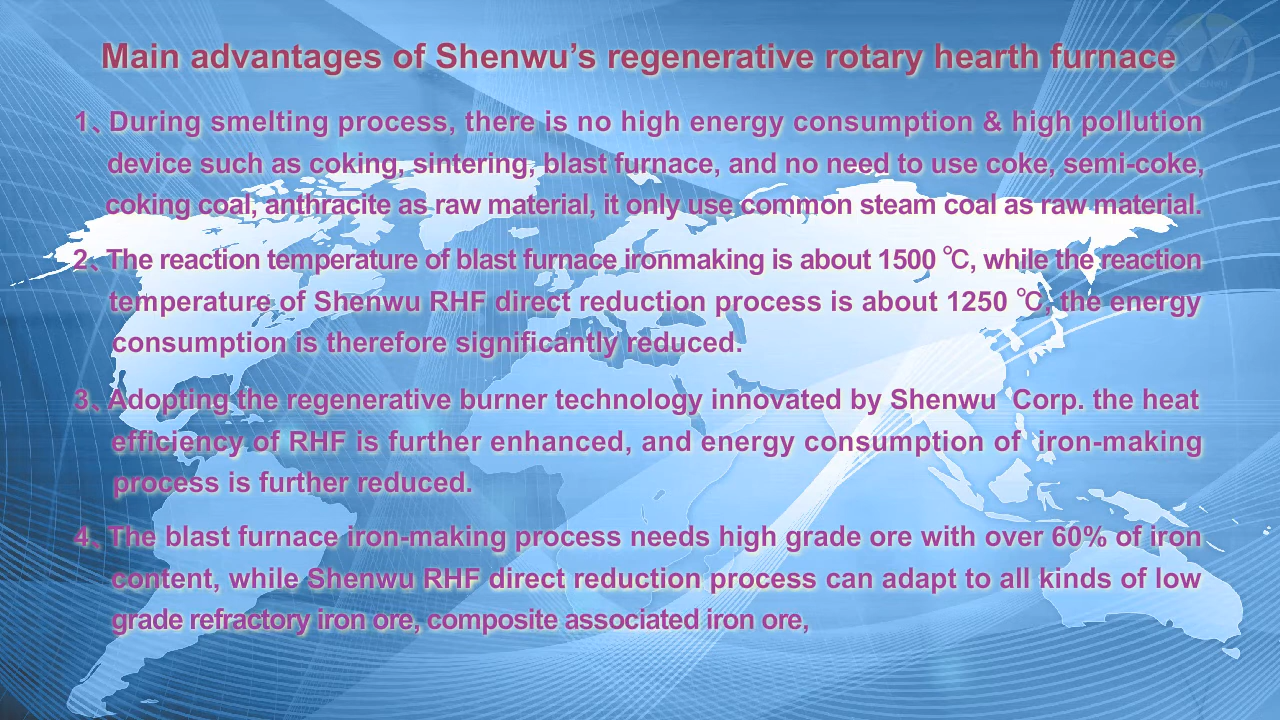 Main advantages of Shenwu’s regenerative rotary hearth furnace
1、During smelting process, there is no high energy consumption & high pollution
device such as coking, sintering, blast furnace, and no need to use coke, semi-coke,
coking coal, anthracite as raw material, it only use common steam coal as raw material.
2、The reaction temperature of blast furnace ironmaking is about 1500 ℃, while the reaction
temperature of Shenwu RHF direct reduction process is about 1250 ℃, the energy
consumption is therefore significantly reduced.
3、Adopting the regenerative burner technology innovated by Shenwu Corp. the heat
efficiency of RHF is further enhanced, and energy consumption of iron-making
process is further reduced.
4、The blast furnace iron-making process needs high grade ore with over 60% of iron
content, while Shenwu RHF direct reduction process can adapt to all kinds of low
grade refractory iron ore, composite associated iron ore,